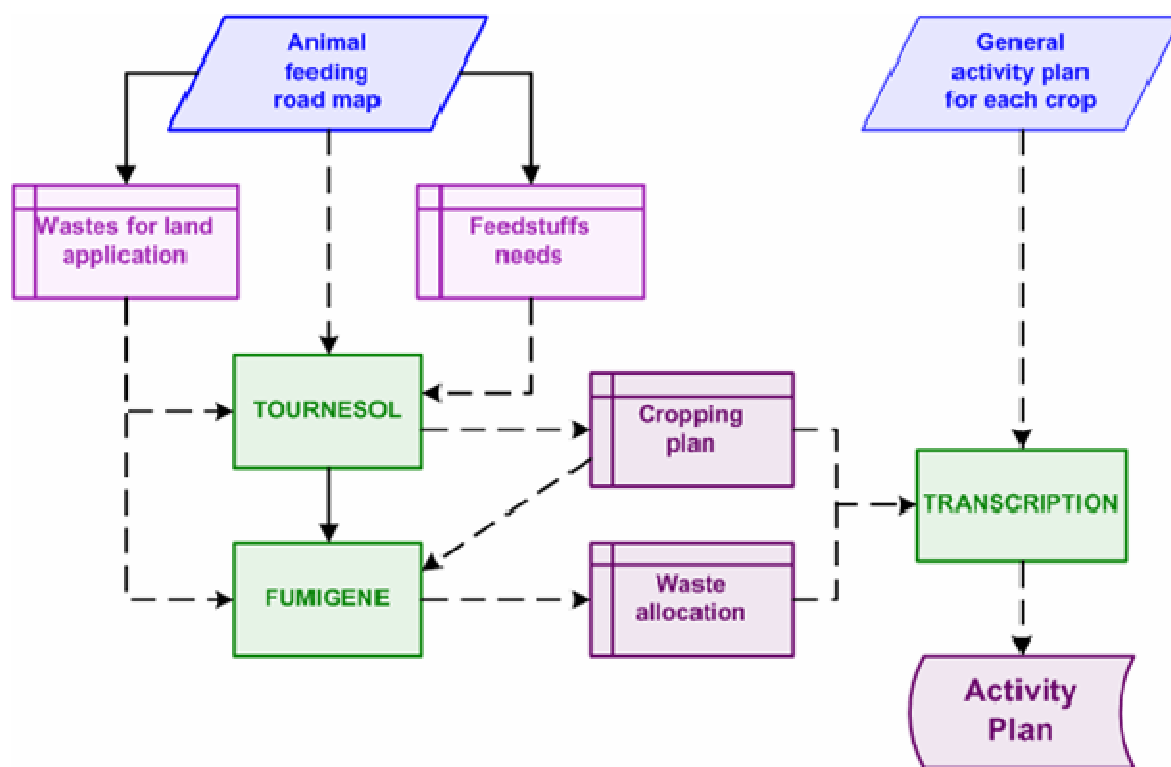 Animal
feeding
road map
General
activity plan
for each crop
Wastes for land
application
Feedstuffs
needs
TOURNESOL
Cropping
plan
TRANSCRIPTION
FUMIGENE
Waste
allocation
Activity
Plan